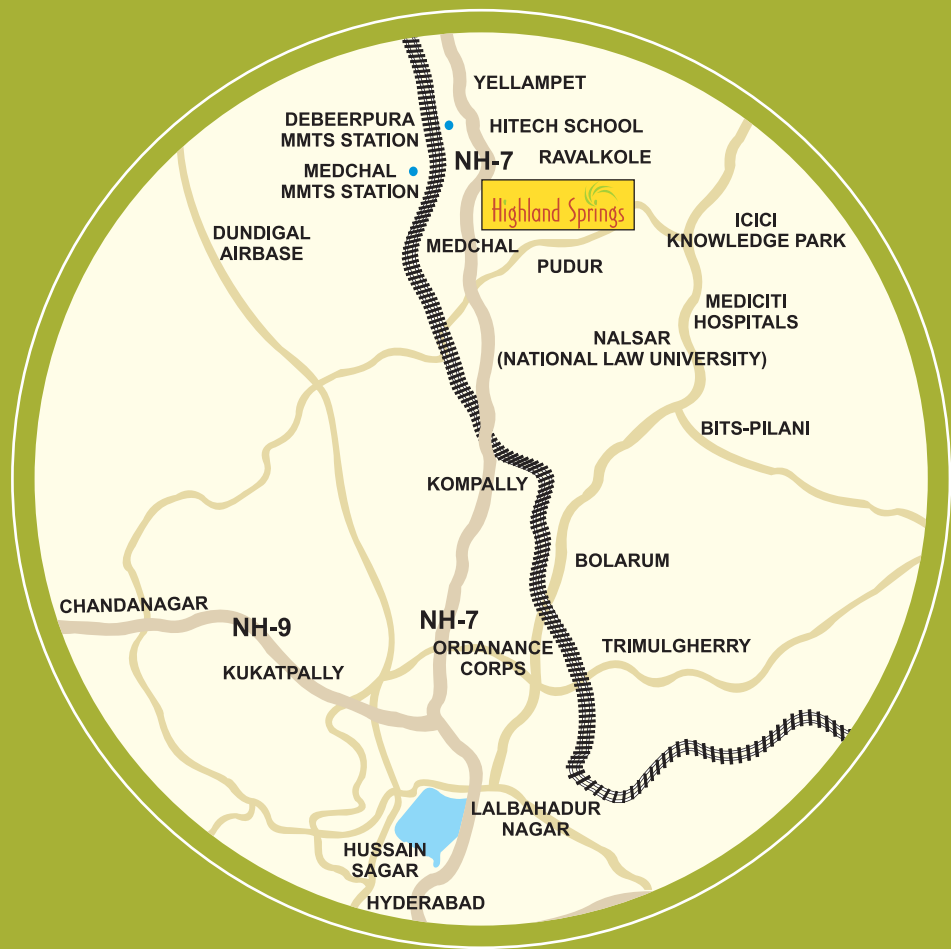 YELLAMPET
DEBEERPURA
MMTS STATION
HITECH SCHOOL
NH-7
RAVALKOLE
MEDCHAL
MMTS STATION
Highland Springs
ICICI
KNOWLEDGE PARK
DUNDIGAL
AIRBASE
MEDCHAL
PUDUR
MEDICITI
HOSPITALS
NALSAR
(NATIONAL LAW UNIVERSITY)
BITS-PILANI
KOMPALLY
BOLARUM
CHANDANAGAR
NH-9
NH-7
ORDANANCE
CORPS
TRIMULGHERRY
KUKATPALLY
LALBAHADUR
NAGAR
HUSSAIN
SAGAR
HYDERABAD